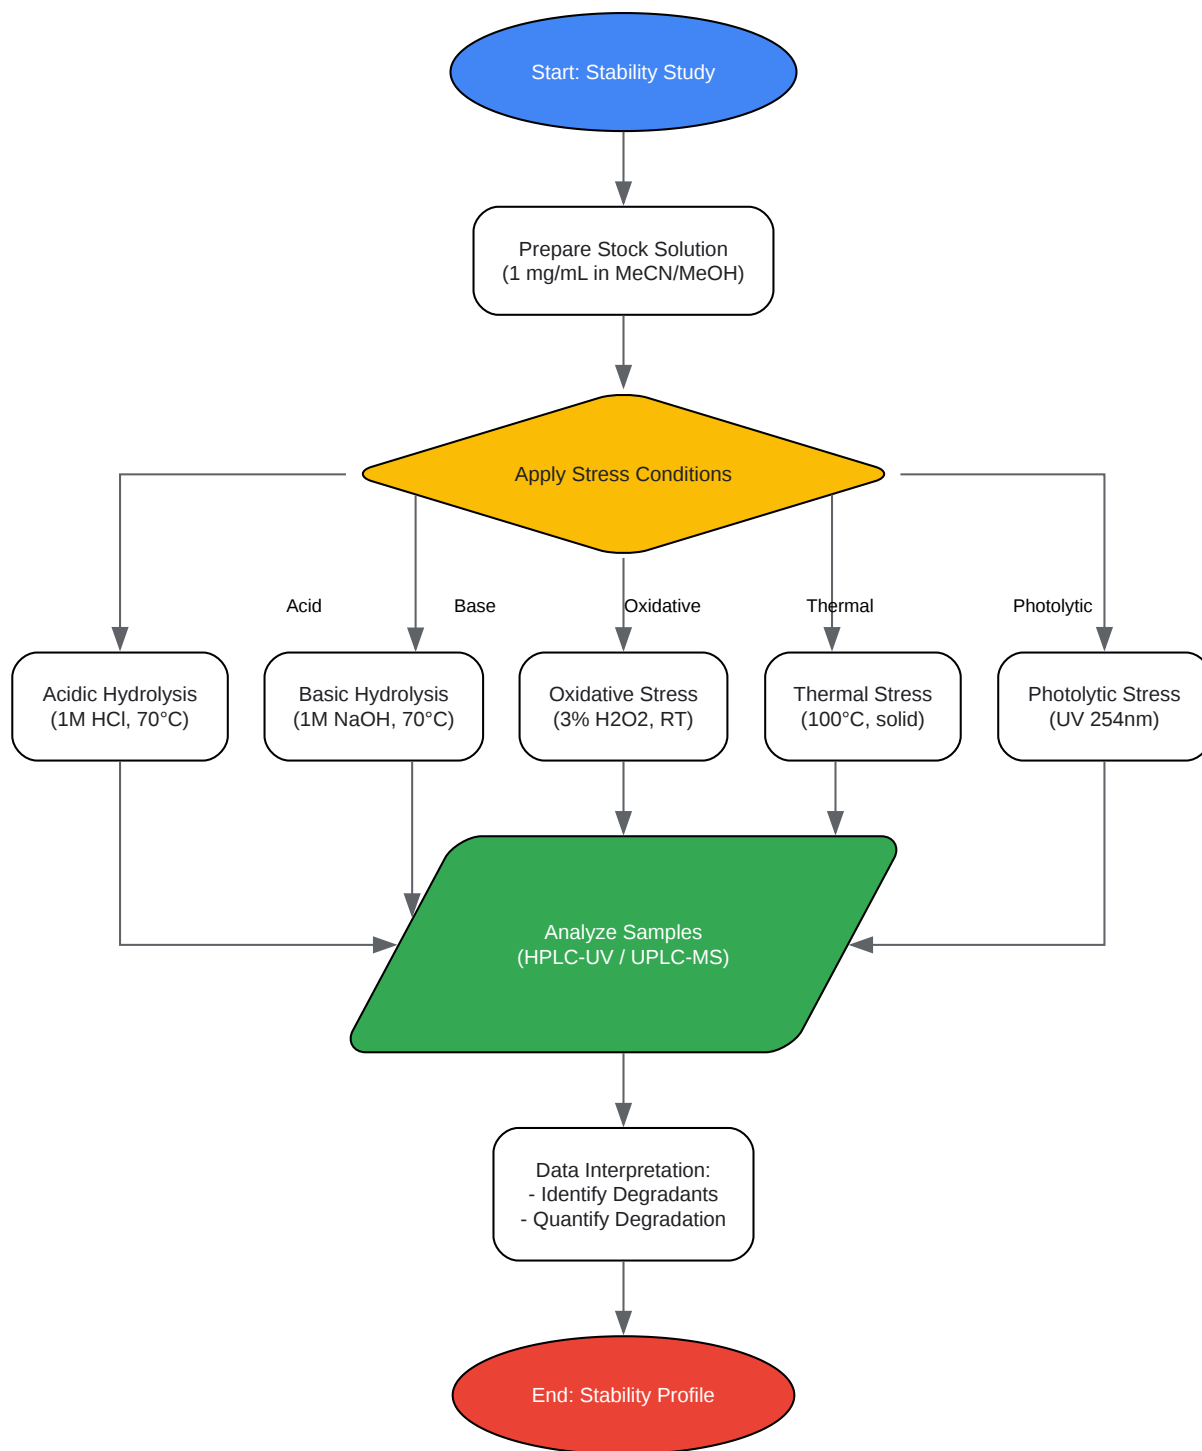 Start: Stability Study
Prepare Stock Solution
(1 mg/mL in MeCN/MeOH)
Apply Stress Conditions
Acid
Base
Oxidative
Thermal
Photolytic
Acidic Hydrolysis
(1M HCl, 70°C)
Basic Hydrolysis
(1M NaOH, 70°C)
Oxidative Stress
(3% H2O2, RT)
Thermal Stress
(100°C, solid)
Photolytic Stress
(UV 254nm)
Analyze Samples
(HPLC-UV / UPLC-MS)
Data Interpretation:
- Identify Degradants
- Quantify Degradation
End: Stability Profile